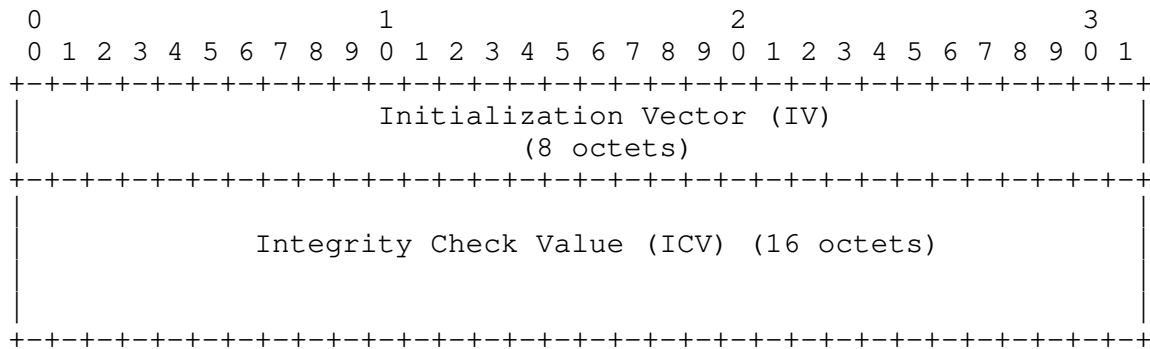 0                   1                   2                   3
 0 1 2 3 4 5 6 7 8 9 0 1 2 3 4 5 6 7 8 9 0 1 2 3 4 5 6 7 8 9 0 1
+-+-+-+-+-+-+-+-+-+-+-+-+-+-+-+-+-+-+-+-+-+-+-+-+-+-+-+-+-+-+-+-+
|                    Initialization Vector (IV)                 |
|                            (8 octets)                         |
+-+-+-+-+-+-+-+-+-+-+-+-+-+-+-+-+-+-+-+-+-+-+-+-+-+-+-+-+-+-+-+-+
|                                                               |
|             Integrity Check Value (ICV) (16 octets)           |
|                                                               |
|                                                               |
+-+-+-+-+-+-+-+-+-+-+-+-+-+-+-+-+-+-+-+-+-+-+-+-+-+-+-+-+-+-+-+-+